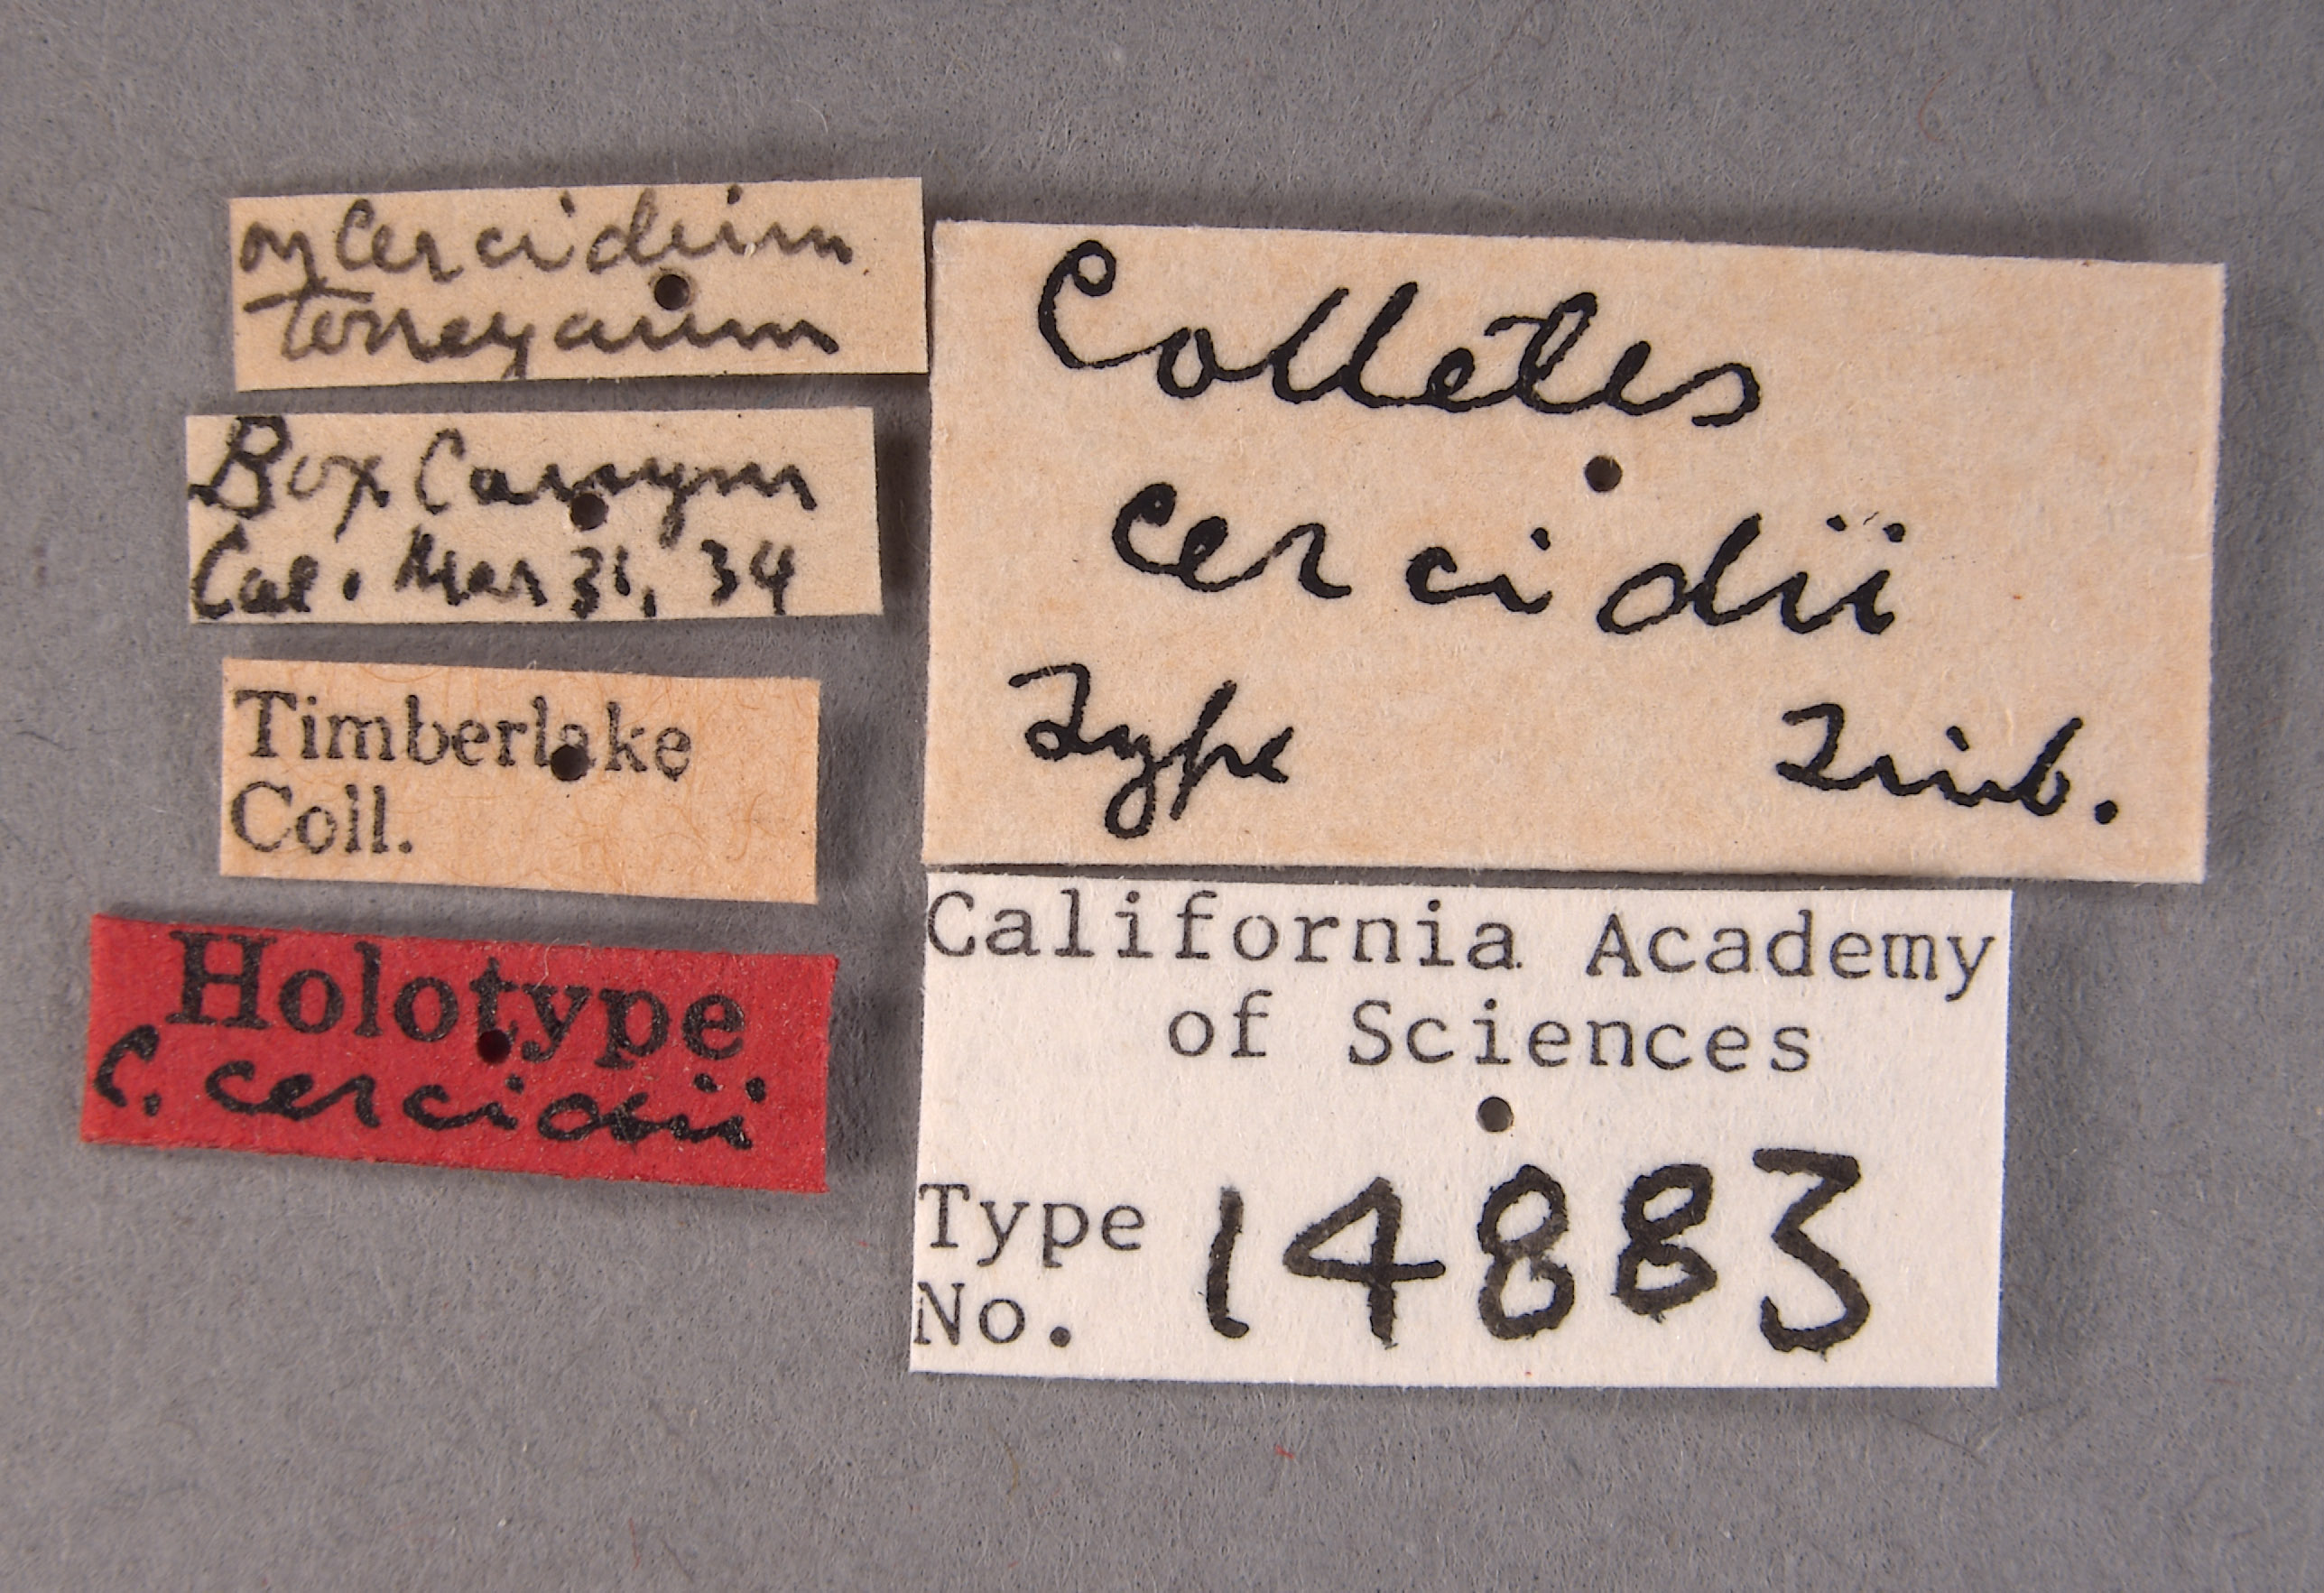 on Cercidium
torreyanum
Box Canyon
Cal. Mar 31, 34
Timberlake
Coll.
Holotype
C. cercidii
Colletes
cercidii
Type Timb.
California Academy
of Sciences
Type
No. 14883